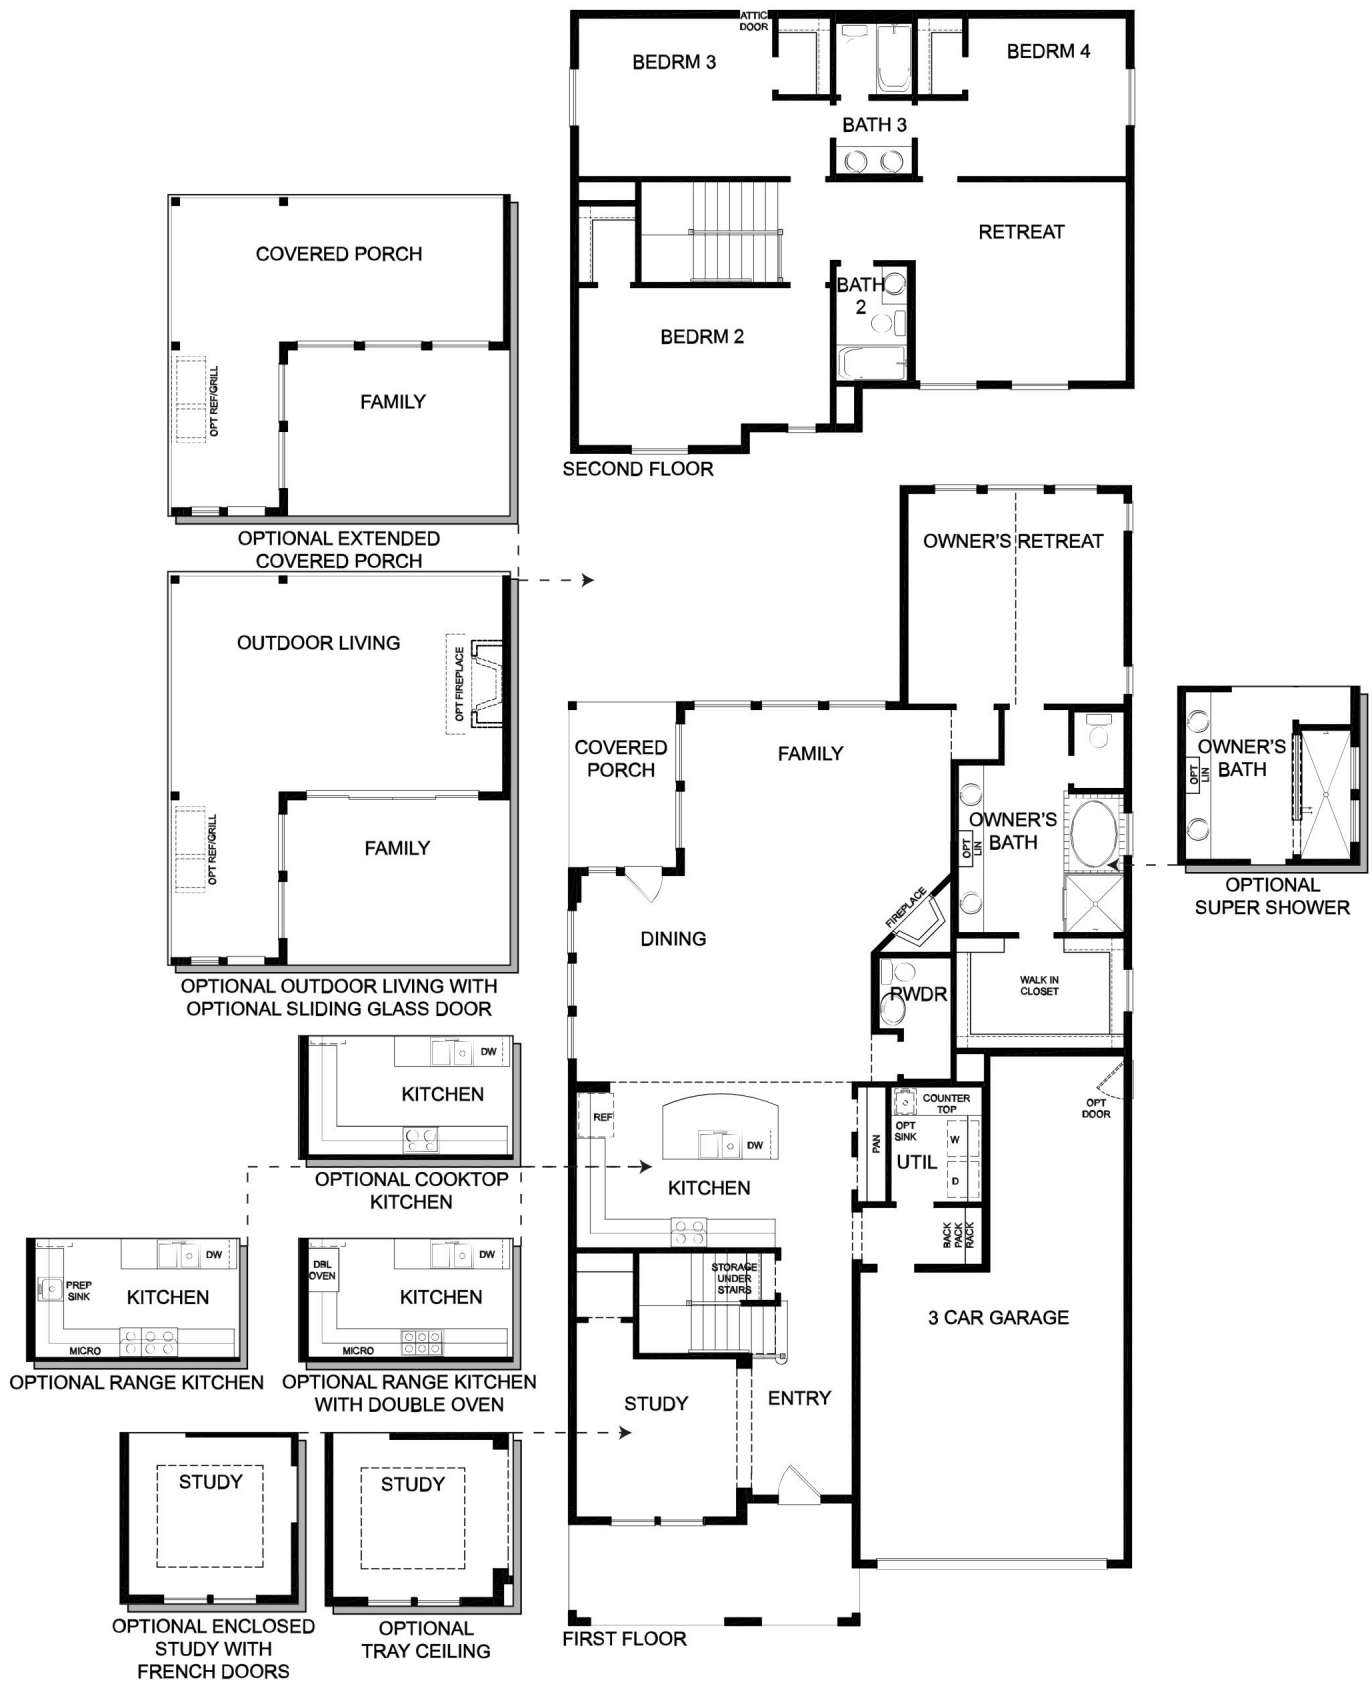 ATTIC
DOOR
BEDRM 3
BEDRM 4
BATH 3
RETREAT
BATH
2
BEDRM 2
SECOND FLOOR
COVERED PORCH
OPT REF/GRILL
FAMILY
OPTIONAL EXTENDED
COVERED PORCH
OUTDOOR LIVING
OPT FIREPLACE
OPT REF/GRILL
FAMILY
OPTIONAL OUTDOOR LIVING WITH
OPTIONAL SLIDING GLASS DOOR
OWNER'S RETREAT
COVERED
PORCH
FAMILY
OWNER'S
BATH
OPT
LIN
OWNER'S
BATH
OPT
LIN
OPTIONAL
SUPER SHOWER
FIREPLACE
DINING
PWDR
WALK IN
CLOSET
OPT
DOOR
REF
DW
KITCHEN
PAN
COUNTER
TOP
OPT
SINK
W
UTIL
D
BACK
PACK
RACK
DW
KITCHEN
OPTIONAL COOKTOP
KITCHEN
DW
PREP
SINK
KITCHEN
MICRO
OPTIONAL RANGE KITCHEN
DBL
OVEN
DW
KITCHEN
MICRO
OPTIONAL RANGE KITCHEN
WITH DOUBLE OVEN
STORAGE
UNDER
STAIRS
3 CAR GARAGE
STUDY
ENTRY
STUDY
OPTIONAL ENCLOSED
STUDY WITH
FRENCH DOORS
STUDY
OPTIONAL
TRAY CEILING
FIRST FLOOR